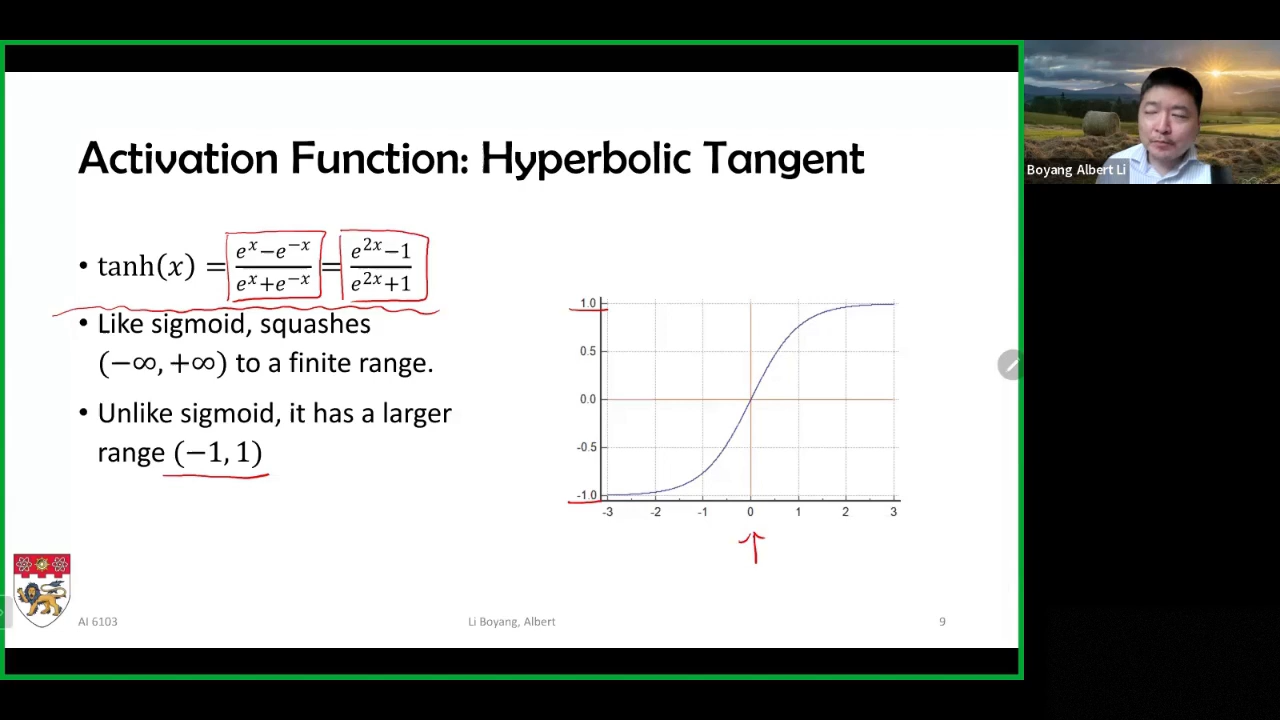 Activation Function: Hyperbolic Tangent
Boyang Albert Li
• tanh(x) = (e^x−e^−x)/(e^x+e^−x) = (e^2x−1)/(e^2x+1)
• Like sigmoid, squashes
(−∞, +∞) to a finite range.
• Unlike sigmoid, it has a larger
range (−1, 1)
1.0
0.5
0.0
-0.5
-1.0
-3 -2 -1 0 1 2 3
AI 6103 Li Boyang, Albert 9